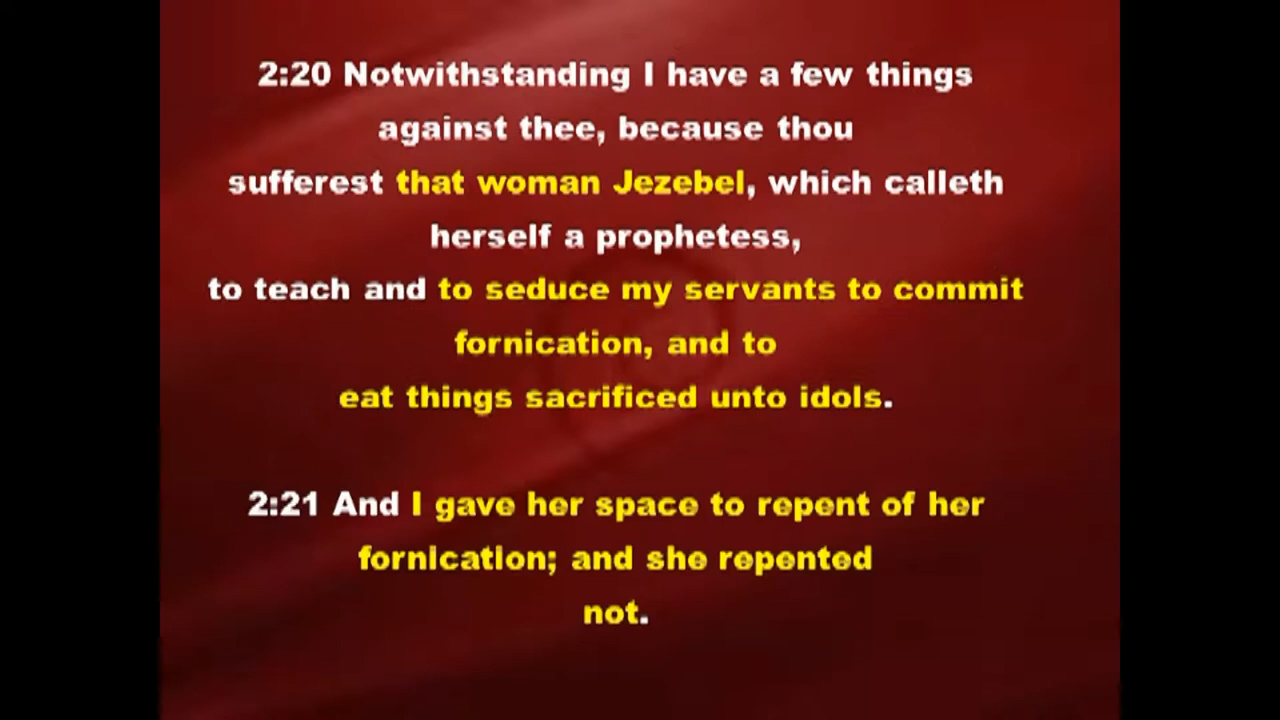 2:20 Notwithstanding I have a few things
against thee, because thou
sufferest that woman Jezebel, which calleth
herself a prophetess,
to teach and to seduce my servants to commit
fornication, and to
eat things sacrificed unto idols.
2:21 And I gave her space to repent of her
fornication; and she repented
not.